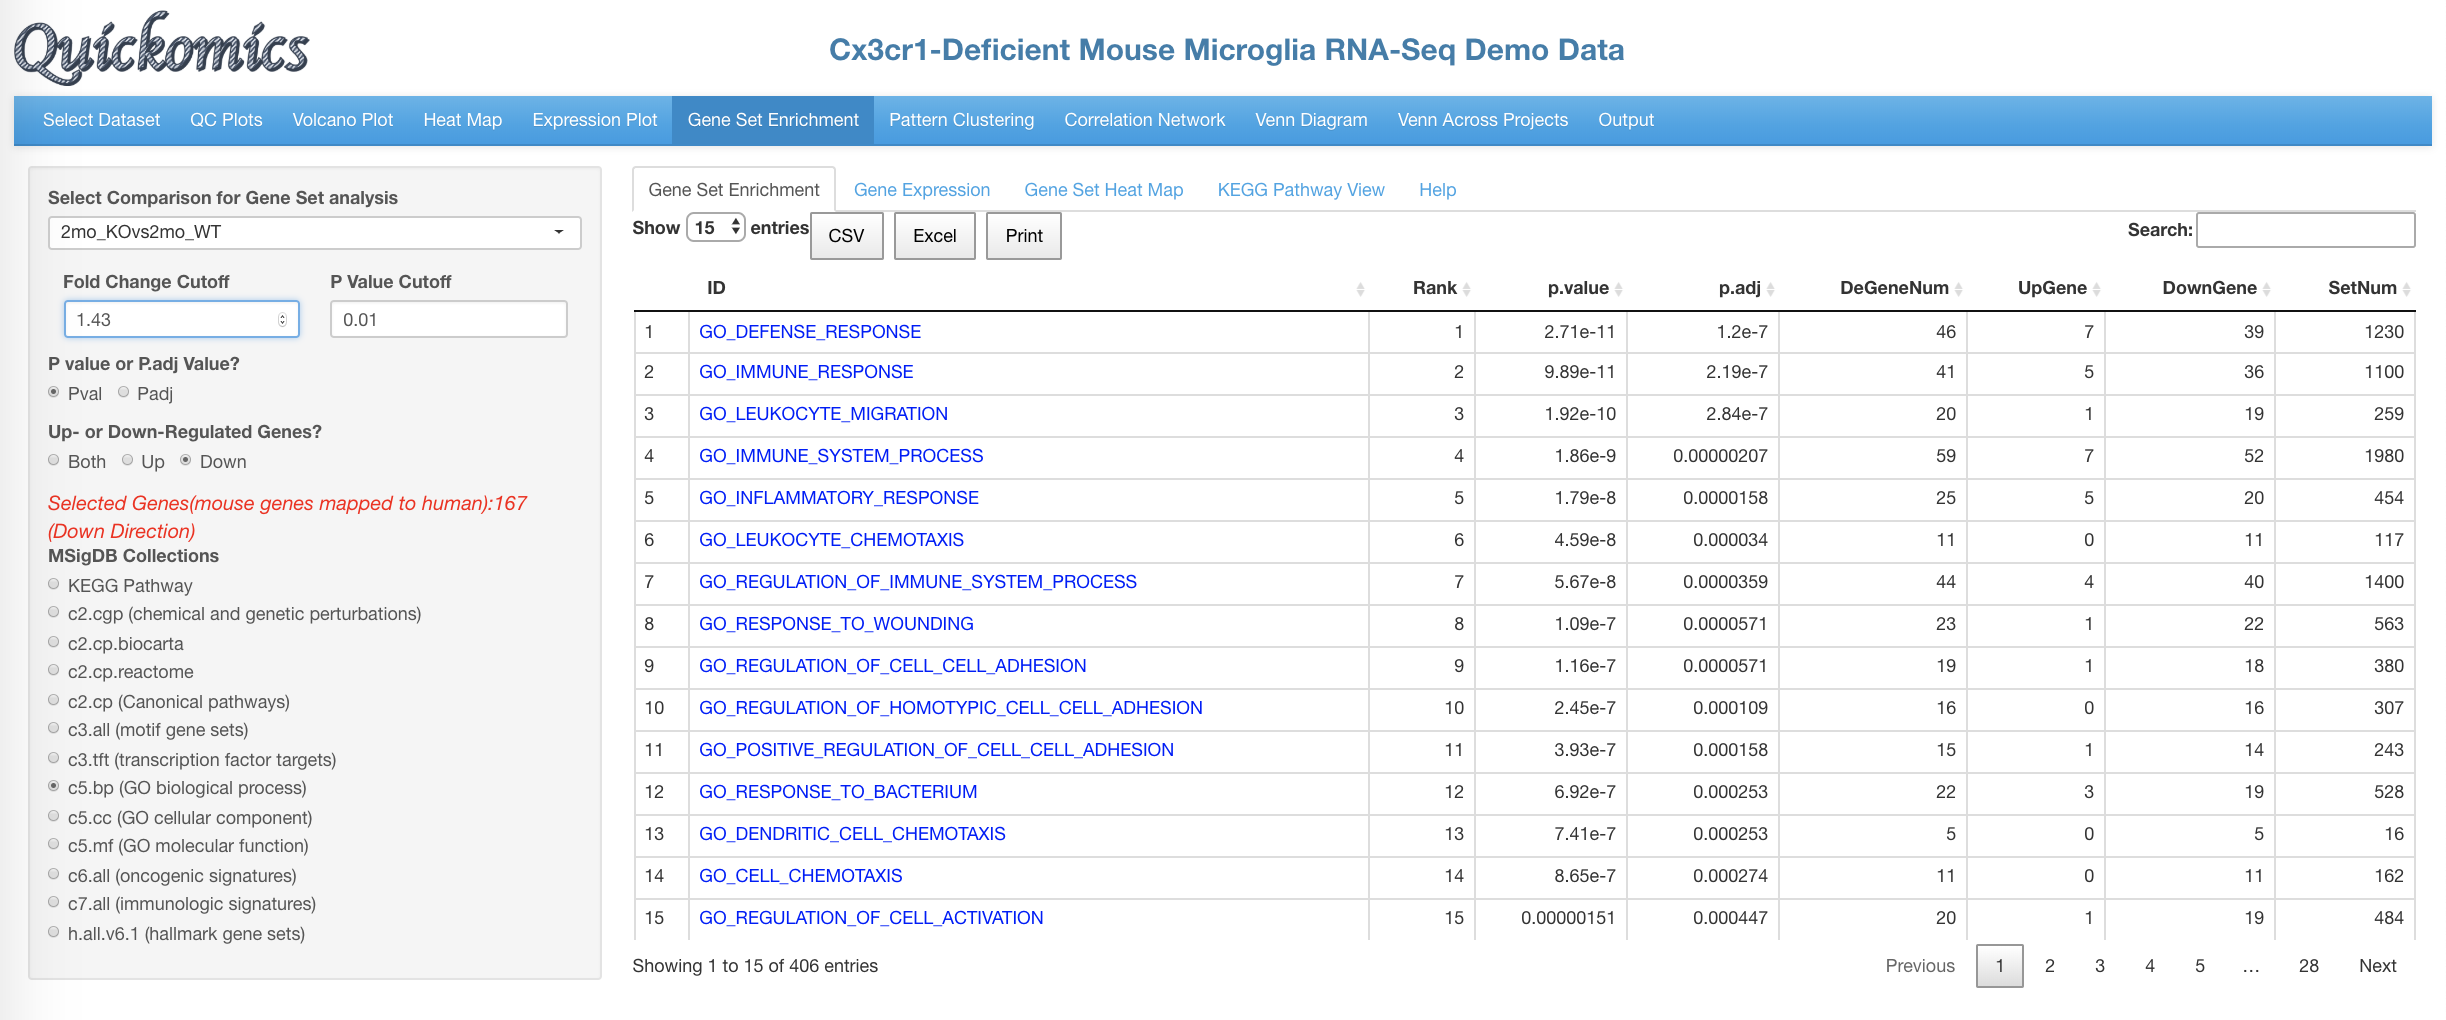 Quickomics
Cx3cr1-Deficient Mouse Microglia RNA-Seq Demo Data
Select Dataset QC Plots Volcano Plot Heat Map Expression Plot Gene Set Enrichment Pattern Clustering Correlation Network Venn Diagram Venn Across Projects Output
Select Comparison for Gene Set analysis
2mo_KOvs2mo_WT
Fold Change Cutoff P Value Cutoff
1.43 0.01
P value or P.adj Value?
Pval Padj
Up- or Down-Regulated Genes?
Both Up Down
Selected Genes(mouse genes mapped to human):167
(Down Direction)
MSigDB Collections
KEGG Pathway
c2.cgp (chemical and genetic perturbations)
c2.cp.biocarta
c2.cp.reactome
c2.cp (Canonical pathways)
c3.all (motif gene sets)
c3.tft (transcription factor targets)
c5.bp (GO biological process)
c5.cc (GO cellular component)
c5.mf (GO molecular function)
c6.all (oncogenic signatures)
c7.all (immunologic signatures)
h.all.v6.1 (hallmark gene sets)
Gene Set Enrichment Gene Expression Gene Set Heat Map KEGG Pathway View Help
Show 15 entries CSV Excel Print Search:
ID Rank p.value p.adj DeGeneNum UpGene DownGene SetNum
1 GO_DEFENSE_RESPONSE 1 2.71e-11 1.2e-7 46 7 39 1230
2 GO_IMMUNE_RESPONSE 2 9.89e-11 2.19e-7 41 5 36 1100
3 GO_LEUKOCYTE_MIGRATION 3 1.92e-10 2.84e-7 20 1 19 259
4 GO_IMMUNE_SYSTEM_PROCESS 4 1.86e-9 0.00000207 59 7 52 1980
5 GO_INFLAMMATORY_RESPONSE 5 1.79e-8 0.0000158 25 5 20 454
6 GO_LEUKOCYTE_CHEMOTAXIS 6 4.59e-8 0.000034 11 0 11 117
7 GO_REGULATION_OF_IMMUNE_SYSTEM_PROCESS 7 5.67e-8 0.0000359 44 4 40 1400
8 GO_RESPONSE_TO_WOUNDING 8 1.09e-7 0.0000571 23 1 22 563
9 GO_REGULATION_OF_CELL_CELL_ADHESION 9 1.16e-7 0.0000571 19 1 18 380
10 GO_REGULATION_OF_HOMOTYPIC_CELL_CELL_ADHESION 10 2.45e-7 0.000109 16 0 16 307
11 GO_POSITIVE_REGULATION_OF_CELL_CELL_ADHESION 11 3.93e-7 0.000158 15 1 14 243
12 GO_RESPONSE_TO_BACTERIUM 12 6.92e-7 0.000253 22 3 19 528
13 GO_DENDRITIC_CELL_CHEMOTAXIS 13 7.41e-7 0.000253 5 0 5 16
14 GO_CELL_CHEMOTAXIS 14 8.65e-7 0.000274 11 0 11 162
15 GO_REGULATION_OF_CELL_ACTIVATION 15 0.00000151 0.000447 20 1 19 484
Showing 1 to 15 of 406 entries Previous 1 2 3 4 5 … 28 Next